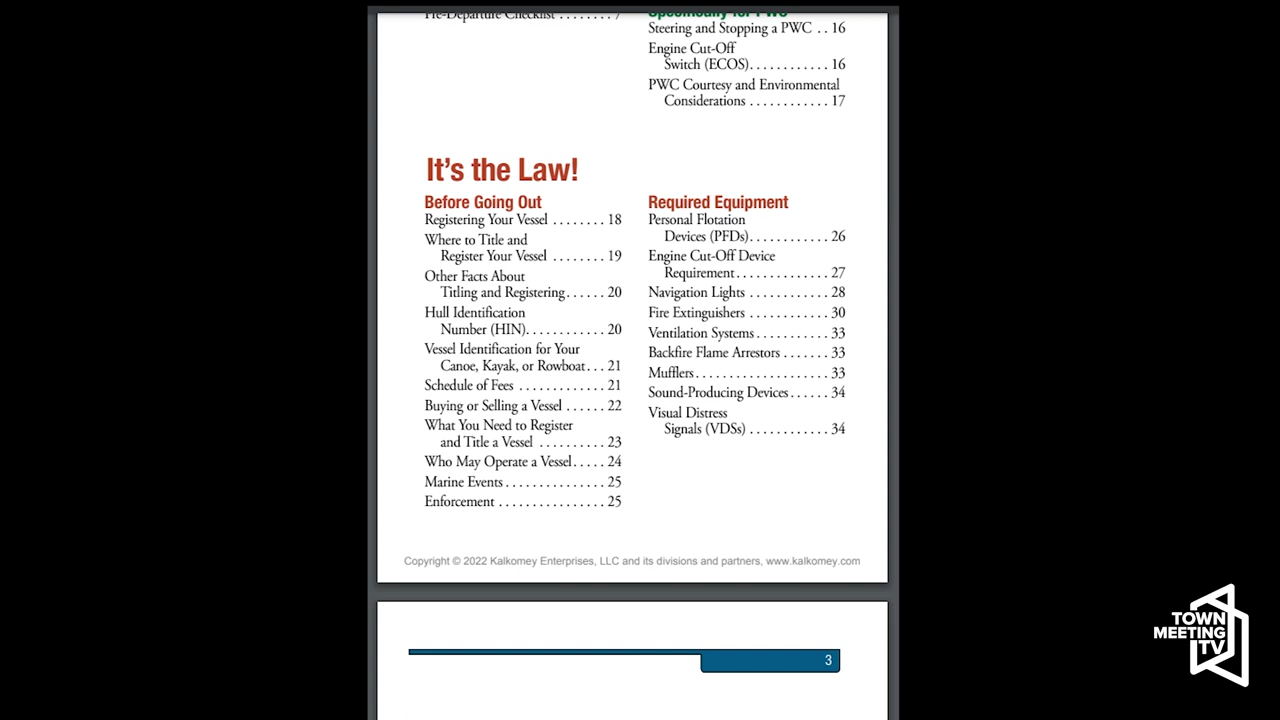 Pre-Departure Checklist ........ 7
Specifically for PWC
Steering and Stopping a PWC .. 16
Engine Cut-Off
Switch (ECOS)........... 16
PWC Courtesy and Environmental
Considerations ........... 17
It's the Law!
Before Going Out
Registering Your Vessel ........ 18
Where to Title and
Register Your Vessel ........ 19
Other Facts About
Titling and Registering...... 20
Hull Identification
Number (HIN)............ 20
Vessel Identification for Your
Canoe, Kayak, or Rowboat... 21
Schedule of Fees ............ 21
Buying or Selling a Vessel ...... 22
What You Need to Register
and Title a Vessel .......... 23
Who May Operate a Vessel..... 24
Marine Events............... 25
Enforcement ................ 25
Required Equipment
Personal Flotation
Devices (PFDs)........... 26
Engine Cut-Off Device
Requirement............. 27
Navigation Lights ........... 28
Fire Extinguishers ........... 30
Ventilation Systems .......... 33
Backfire Flame Arrestors ....... 33
Mufflers................... 33
Sound-Producing Devices...... 34
Visual Distress
Signals (VDSs) ........... 34
Copyright © 2022 Kalkomey Enterprises, LLC and its divisions and partners, www.kalkomey.com
3
TOWN
MEETING
TV